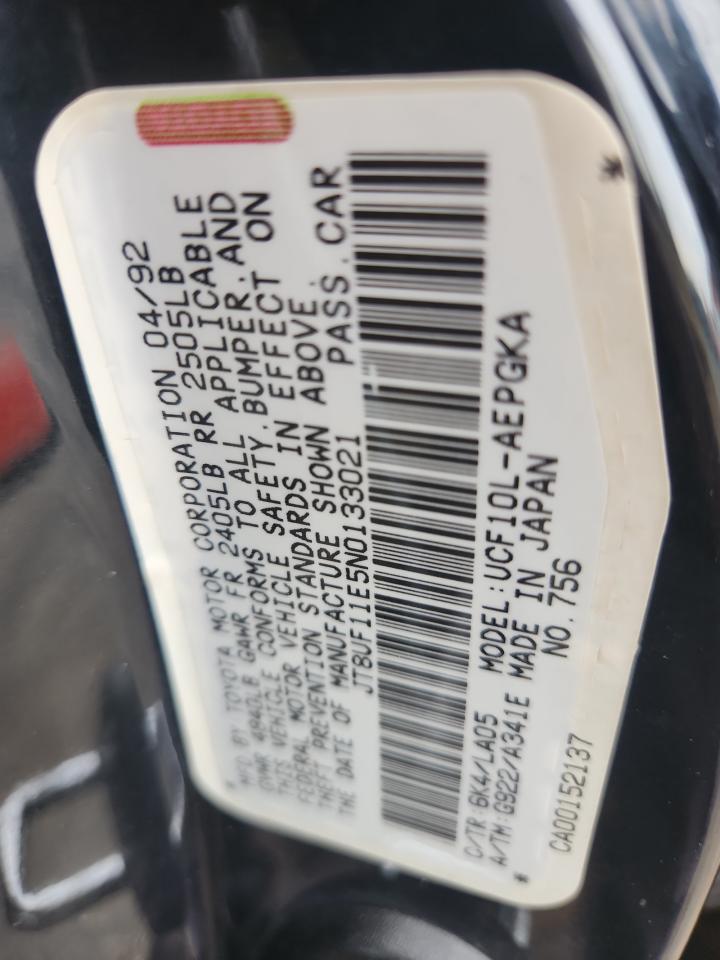 MFD BY TOYOTA MOTOR CORPORATION 04/92
GVWR 4840LB GAWR FR 2405LB RR 2505LB
THIS VEHICLE CONFORMS TO ALL APPLICABLE
FEDERAL MOTOR VEHICLE SAFETY.BUMPER.AND
THEFT PREVENTION STANDARDS IN EFFECT ON
THE DATE OF MANUFACTURE SHOWN ABOVE.
JT8UF11E5N0133021 PASS.CAR
C/TR:6K4/LA05 MODEL:UCF10L-AEPGKA
A/TM:G922/A341E MADE IN JAPAN
NO.756
CA00152137